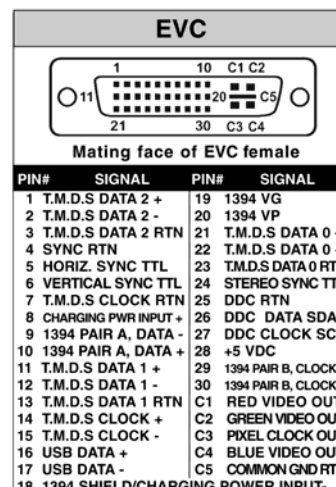 EVC
1 10 C1 C2
11 20 C5
21 30 C3 C4
Mating face of EVC female
PIN# SIGNAL PIN# SIGNAL
1 T.M.D.S DATA 2 + 19 1394 VG
2 T.M.D.S DATA 2 - 20 1394 VP
3 T.M.D.S DATA 2 RTN 21 T.M.D.S DATA 0
4 SYNC RTN 22 T.M.D.S DATA 0
5 HORIZ. SYNC TTL 23 T.M.D.S DATA 0 RT
6 VERTICAL SYNC TTL 24 STEREO SYNC TT
7 T.M.D.S CLOCK RTN 25 DDC RTN
8 CHARGING PWR INPUT + 26 DDC DATA SDA
9 1394 PAIR A, DATA - 27 DDC CLOCK SC
10 1394 PAIR A, DATA + 28 +5 VDC
11 T.M.D.S DATA 1 + 29 1394 PAIR B, CLOCK
12 T.M.D.S DATA 1 - 30 1394 PAIR B, CLOCK
13 T.M.D.S DATA 1 RTN C1 RED VIDEO OUT
14 T.M.D.S CLOCK + C2 GREEN VIDEO OU
15 T.M.D.S CLOCK - C3 PIXEL CLOCK OU
16 USB DATA + C4 BLUE VIDEO OU
17 USB DATA - C5 COMMON GND RT
18 1394 SHIELD/CHARGING POWER INPUT-